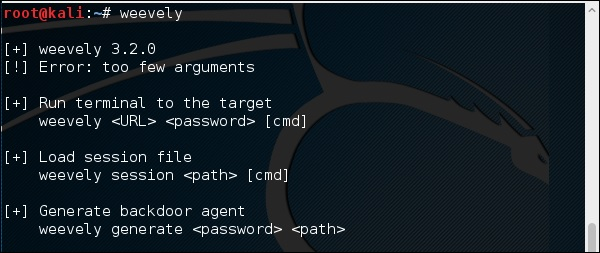 root@kali:~# weevely
[+] weevely 3.2.0
[!] Error: too few arguments
[+] Run terminal to the target
weevely <URL> <password> [cmd]
[+] Load session file
weevely session <path> [cmd]
[+] Generate backdoor agent
weevely generate <password> <path>